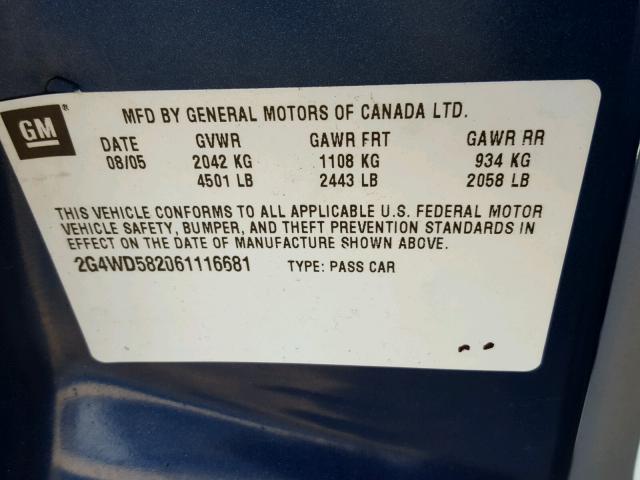 GM®
MFD BY GENERAL MOTORS OF CANADA LTD.
DATE GVWR GAWR FRT GAWR RR
08/05 2042 KG 1108 KG 934 KG
4501 LB 2443 LB 2058 LB
THIS VEHICLE CONFORMS TO ALL APPLICABLE U.S. FEDERAL MOTOR
VEHICLE SAFETY, BUMPER, AND THEFT PREVENTION STANDARDS IN
EFFECT ON THE DATE OF MANUFACTURE SHOWN ABOVE.
2G4WD582061116681 TYPE: PASS CAR